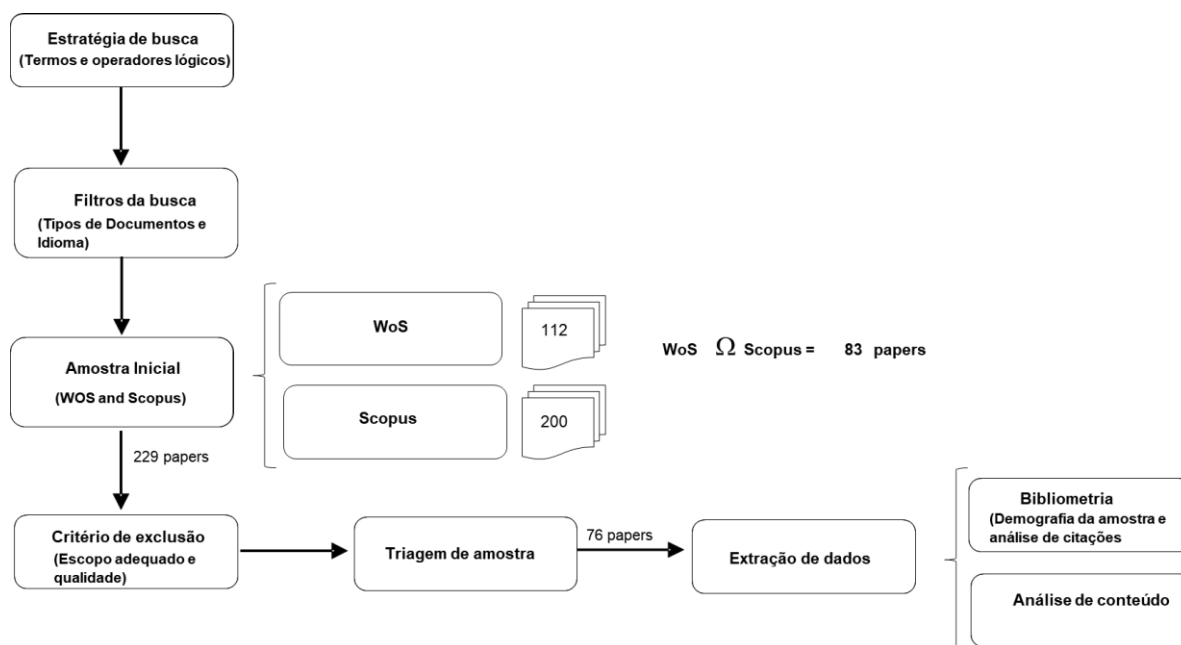 Estratégia de busca
(Termos e operadores lógicos)
Filtros da busca
(Tipos de Documentos e
Idioma)
Amostra Inicial
(WOS and Scopus)
WoS
112
Scopus
200
WoS Ω Scopus = 83 papers
229 papers
Critério de exclusão
(Escopo adequado e
qualidade)
Triagem de amostra
76 papers
Extração de dados
Bibliometria
(Demografia da amostra e
análise de citações
Análise de conteúdo